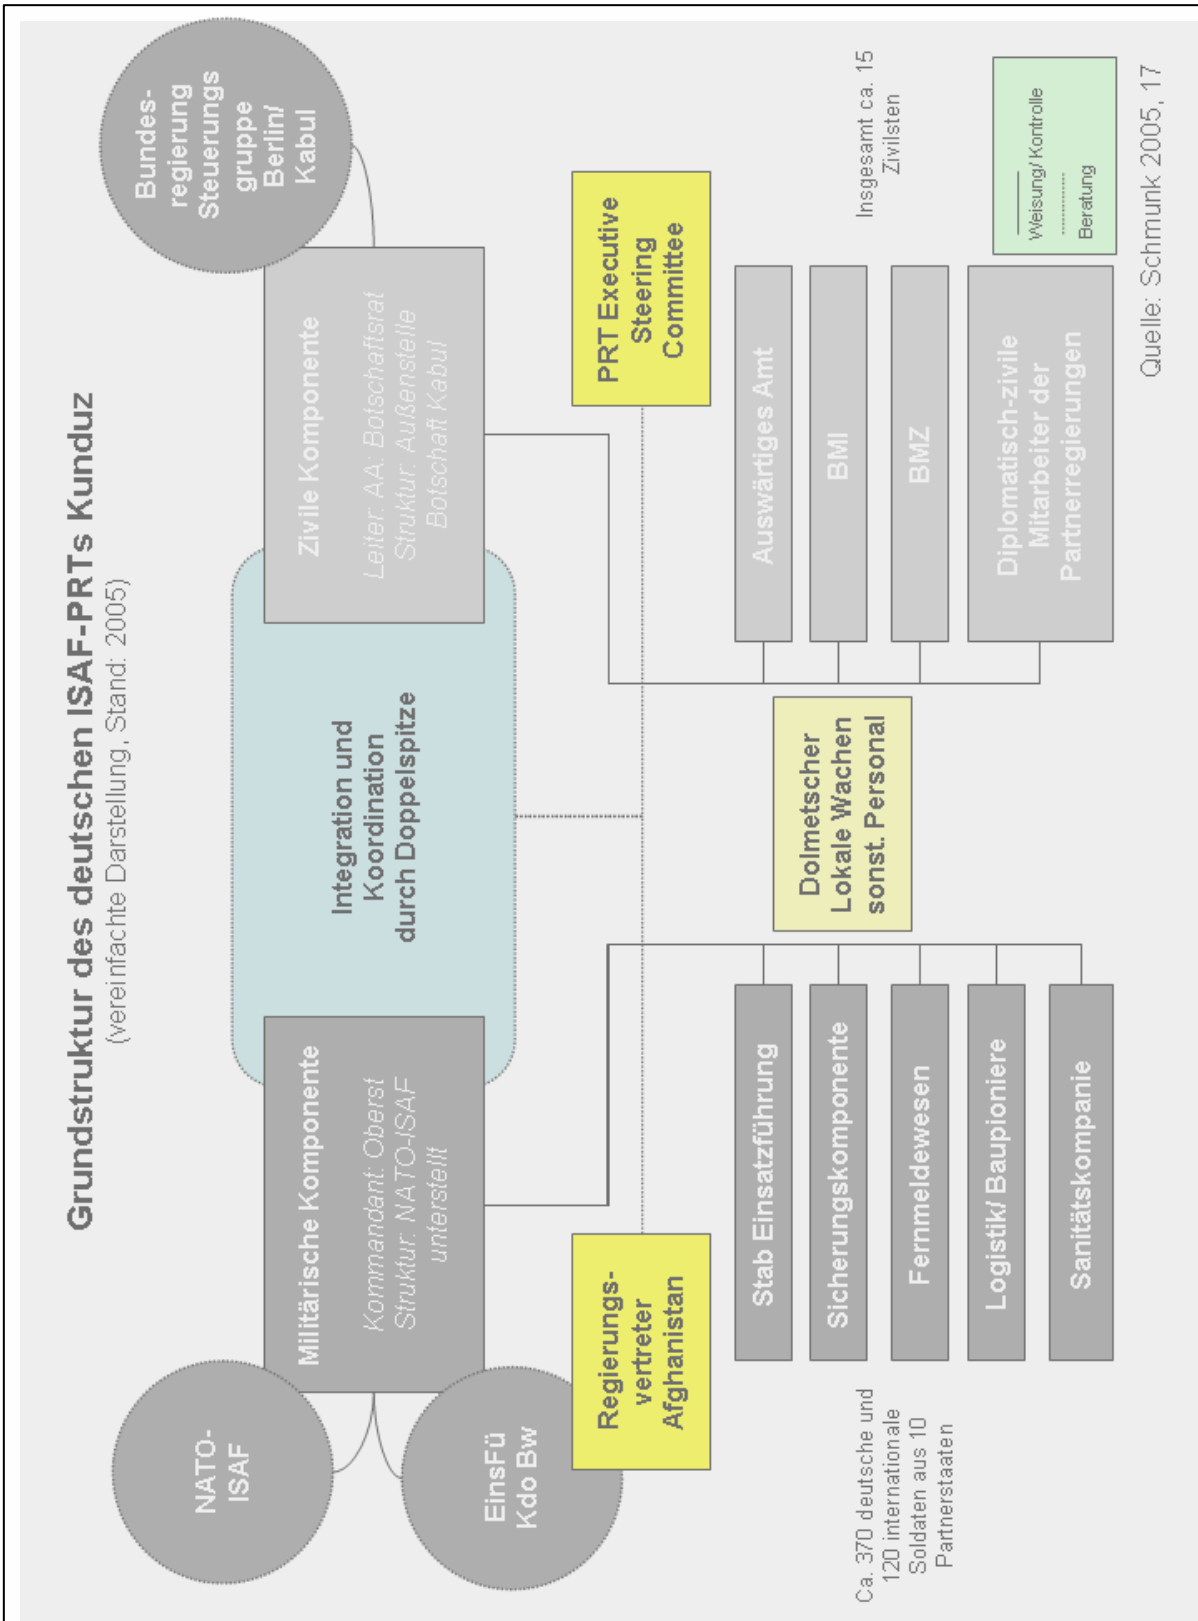 Grundstruktur des deutschen ISAF-PRTs Kunduz
(vereinfachte Darstellung, Stand: 2005)
NATO-
ISAF
EinsFü
Kdo Bw
Militärische Komponente
Kommandant: Oberst
Struktur: NATO-ISAF
unterstellt
Integration und
Koordination
durch Doppelspitze
Zivile Komponente
Leiter: AA: Botschaftsrat
Struktur: Außenstelle
Botschaft Kabul
Bundes-
regierung
Steuerungs
gruppe
Berlin/
Kabul
Regierungs-
vertreter
Afghanistan
PRT Executive
Steering
Committee
Ca. 370 deutsche und
120 internationale
Soldaten aus 10
Partnerstaaten
Stab Einsatzführung
Sicherungskomponente
Fernmeldewesen
Logistik/ Baupioniere
Sanitätskompanie
Dolmetscher
Lokale Wachen
sonst. Personal
Auswärtiges Amt
BMI
BMZ
Diplomatisch-zivile
Mitarbeiter der
Partnerregierungen
Insgesamt ca. 15
Zivilsten
Weisung/ Kontrolle
Beratung
Quelle: Schmunk 2005, 17